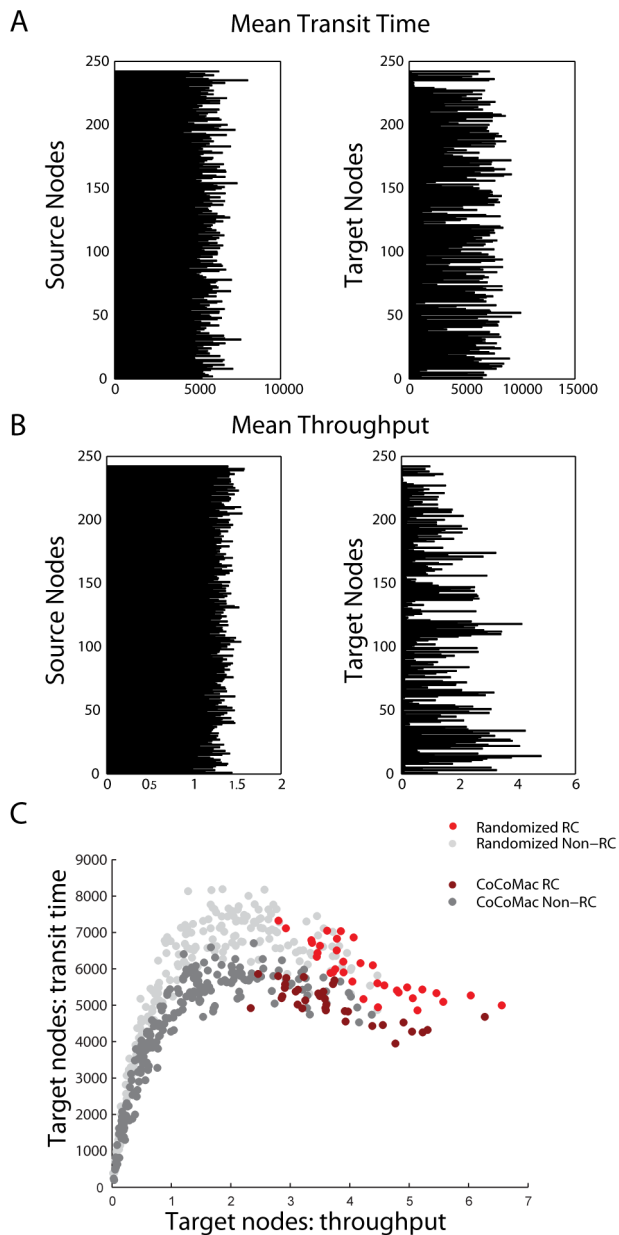 A
Mean Transit Time
Source Nodes
250
200
150
100
50
0
0 5000 10000
Target Nodes
250
200
150
100
50
0
0 5000 10000 15000
B
Mean Throughput
Source Nodes
250
200
150
100
50
0
0 05 1 1.5 2
Target Nodes
250
200
150
100
50
0
0 2 4 6
C
Randomized RC
Randomized Non-RC
CoCoMac RC
CoCoMac Non-RC
Target nodes: transit time
9000
8000
7000
6000
5000
4000
3000
2000
1000
0
0 1 2 3 4 5 6 7
Target nodes: throughput